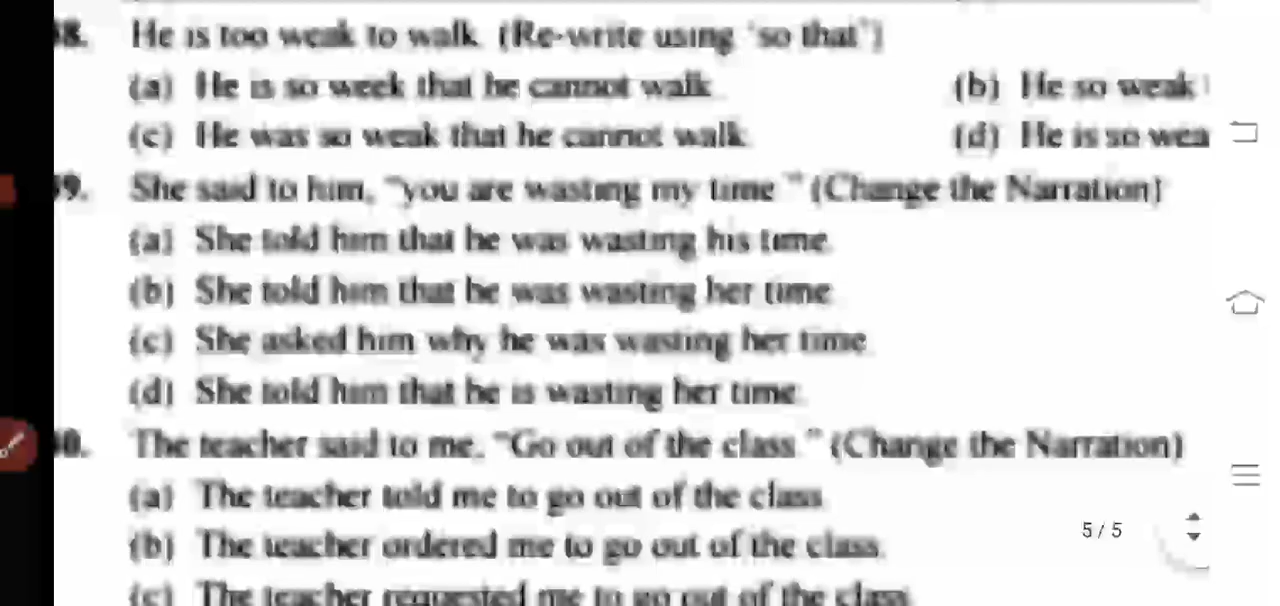 8. He is too weak to walk. (Re-write using 'so that')
(a) He is so week that he cannot walk. (b) He so weak
(c) He was so weak that he cannot walk. (d) He is so wea
9. She said to him, "you are wasting my time." (Change the Narration)
(a) She told him that he was wasting his time.
(b) She told him that he was wasting her time.
(c) She asked him why he was wasting her time.
(d) She told him that he is wasting her time.
0. The teacher said to me, "Go out of the class." (Change the Narration)
(a) The teacher told me to go out of the class.
5 / 5
(b) The teacher ordered me to go out of the class.
(c) The teacher requested me to go out of the class.